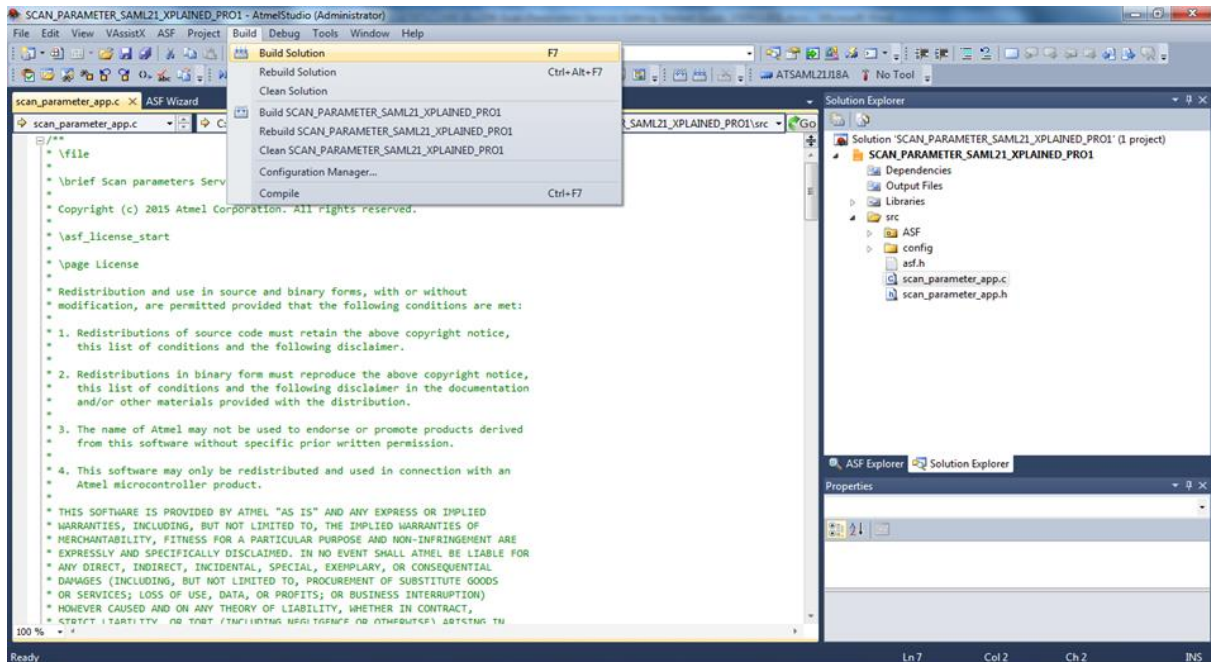 SCAN_PARAMETER_SAML21_XPLAINED_PRO1 - AtmelStudio (Administrator)
File Edit View VAssistX ASF Project Build Debug Tools Window Help
Build Solution F7
Rebuild Solution Ctrl+Alt+F7
Clean Solution
Build SCAN_PARAMETER_SAML21_XPLAINED_PRO1
Rebuild SCAN_PARAMETER_SAML21_XPLAINED_PRO1
Clean SCAN_PARAMETER_SAML21_XPLAINED_PRO1
Configuration Manager...
Compile Ctrl+F7
ATSAML21J18A No Tool
scan_parameter_app.c ASF Wizard
scan_parameter_app.c C: _SAML21_XPLAINED_PRO1\src Go
/**
* \file
*
* \brief Scan parameters Serv
*
* Copyright (c) 2015 Atmel Corporation. All rights reserved.
*
* \asf_license_start
*
* \page License
*
* Redistribution and use in source and binary forms, with or without
* modification, are permitted provided that the following conditions are met:
*
* 1. Redistributions of source code must retain the above copyright notice,
* this list of conditions and the following disclaimer.
*
* 2. Redistributions in binary form must reproduce the above copyright notice,
* this list of conditions and the following disclaimer in the documentation
* and/or other materials provided with the distribution.
*
* 3. The name of Atmel may not be used to endorse or promote products derived
* from this software without specific prior written permission.
*
* 4. This software may only be redistributed and used in connection with an
* Atmel microcontroller product.
*
* THIS SOFTWARE IS PROVIDED BY ATMEL "AS IS" AND ANY EXPRESS OR IMPLIED
* WARRANTIES, INCLUDING, BUT NOT LIMITED TO, THE IMPLIED WARRANTIES OF
* MERCHANTABILITY, FITNESS FOR A PARTICULAR PURPOSE AND NON-INFRINGEMENT ARE
* EXPRESSLY AND SPECIFICALLY DISCLAIMED. IN NO EVENT SHALL ATMEL BE LIABLE FOR
* ANY DIRECT, INDIRECT, INCIDENTAL, SPECIAL, EXEMPLARY, OR CONSEQUENTIAL
* DAMAGES (INCLUDING, BUT NOT LIMITED TO, PROCUREMENT OF SUBSTITUTE GOODS
* OR SERVICES; LOSS OF USE, DATA, OR PROFITS; OR BUSINESS INTERRUPTION)
* HOWEVER CAUSED AND ON ANY THEORY OF LIABILITY, WHETHER IN CONTRACT,
* STRICT LIABILITY, OR TORT (INCLUDING NEGLIGENCE OR OTHERWISE) ARISING IN
100 %
Solution Explorer
Solution 'SCAN_PARAMETER_SAML21_XPLAINED_PRO1' (1 project)
SCAN_PARAMETER_SAML21_XPLAINED_PRO1
Dependencies
Output Files
Libraries
src
ASF
config
asf.h
scan_parameter_app.c
scan_parameter_app.h
ASF Explorer Solution Explorer
Properties
Ready Ln 7 Col 2 Ch 2 INS